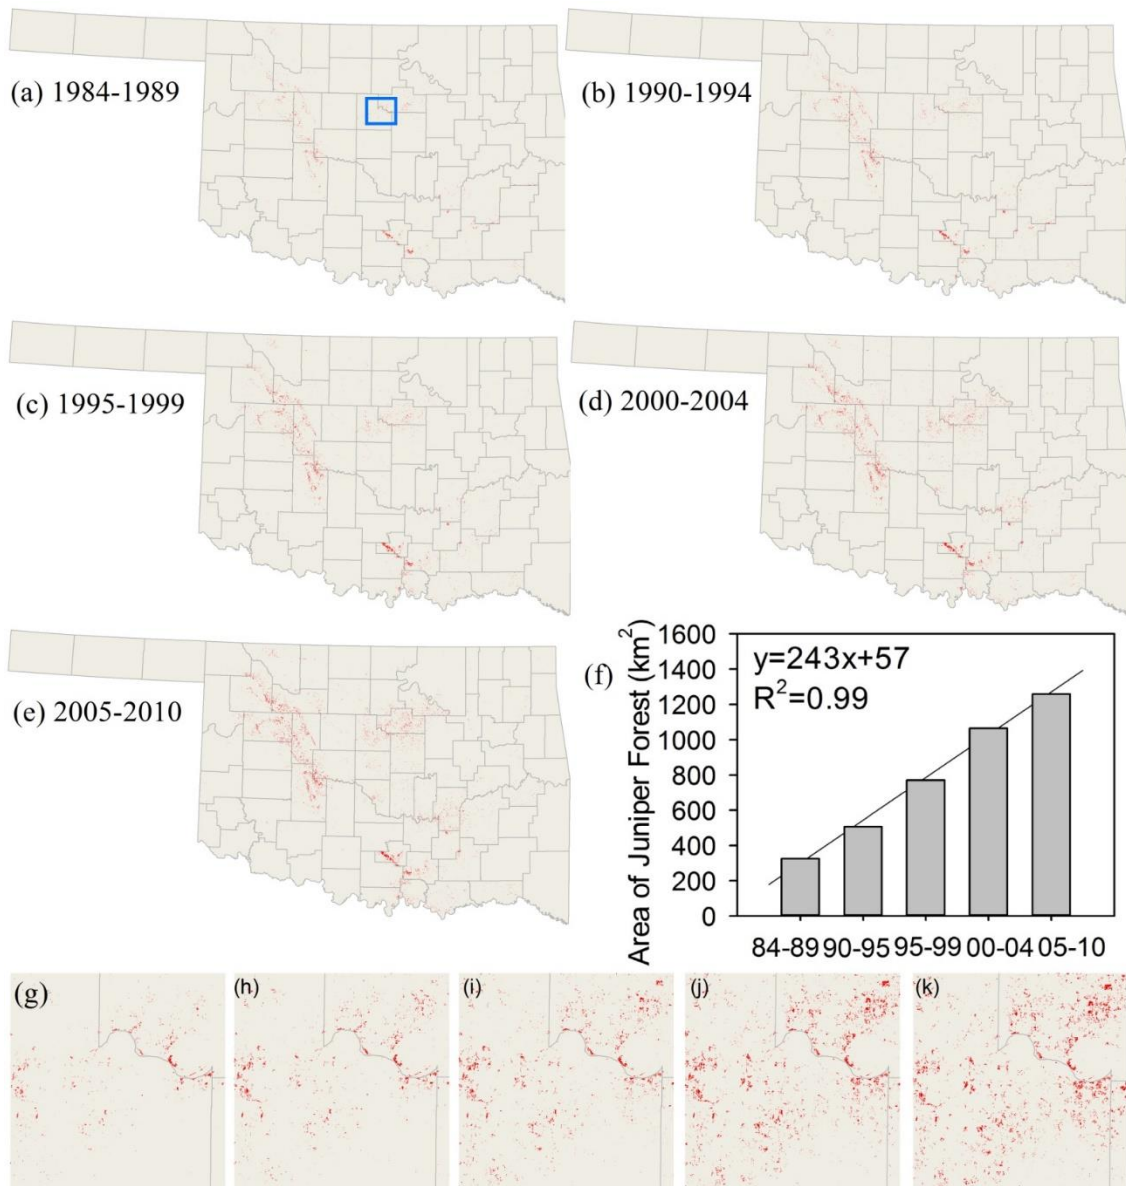 (a) 1984-1989
(b) 1990-1994
(c) 1995-1999
(d) 2000-2004
(e) 2005-2010
(f)
y=243x+57
R²=0.99
Area of Juniper Forest (km²)
1600
1400
1200
1000
800
600
400
200
0
84-89 90-95 95-99 00-04 05-10
(g)
(h)
(i)
(j)
(k)